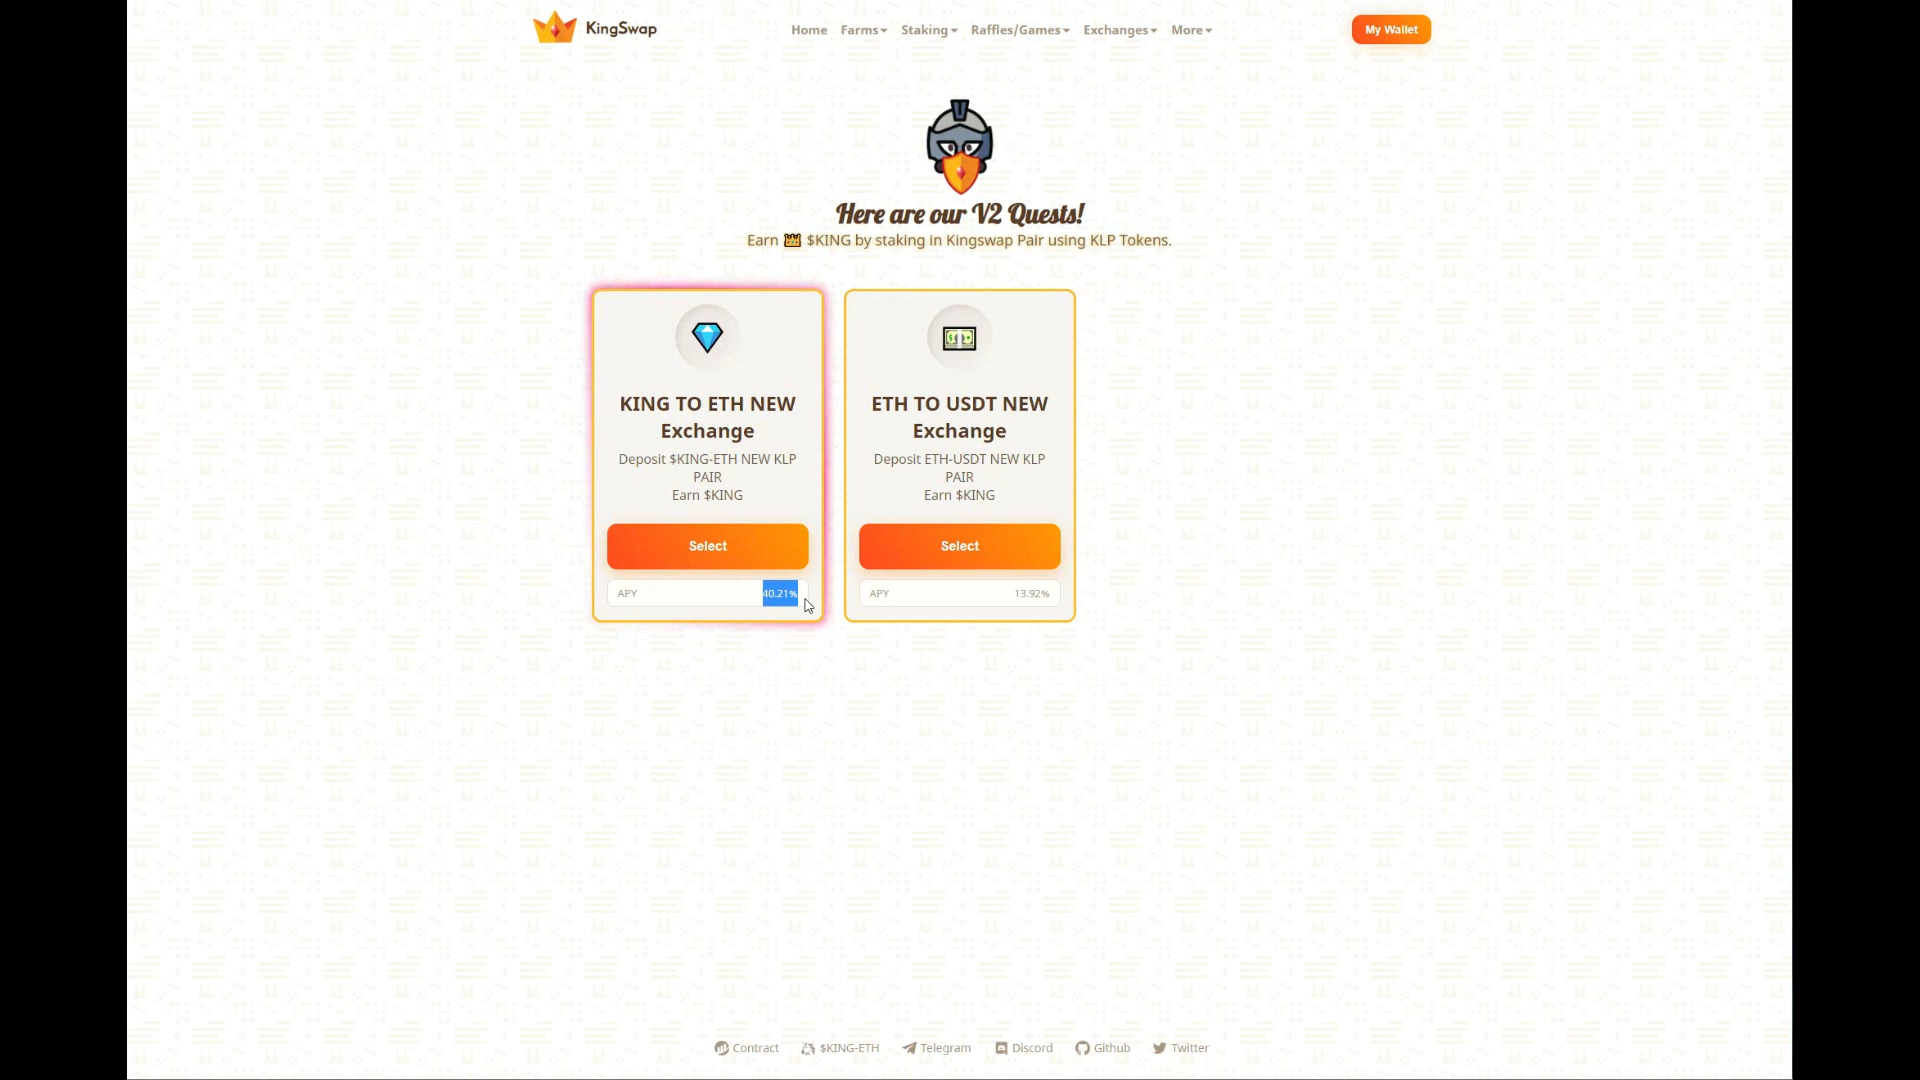 KingSwap
Home Farms Staking Raffles/Games Exchanges More
My Wallet
Here are our V2 Quests!
Earn $KING by staking in Kingswap Pair using KLP Tokens.
KING TO ETH NEW
Exchange
Deposit $KING-ETH NEW KLP
PAIR
Earn $KING
Select
APY 40.21%
ETH TO USDT NEW
Exchange
Deposit ETH-USDT NEW KLP
PAIR
Earn $KING
Select
APY 13.92%
Contract $KING-ETH Telegram Discord Github Twitter